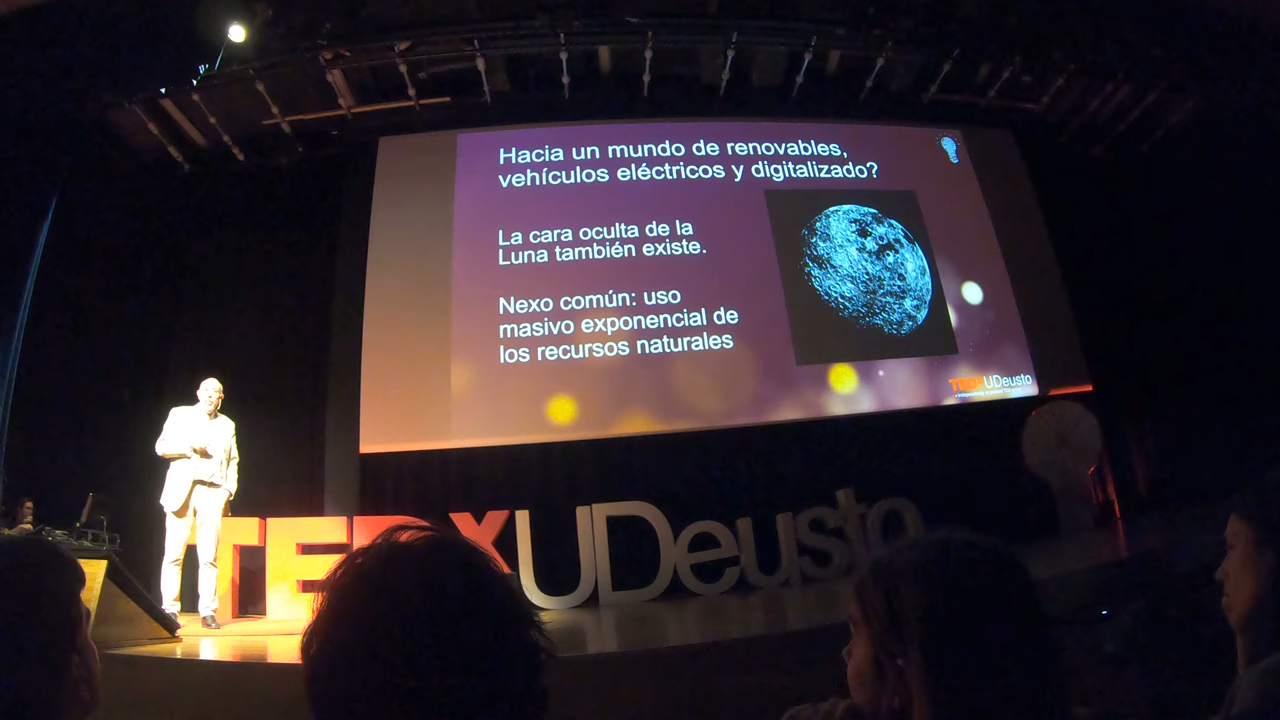 Hacia un mundo de renovables,
vehículos eléctricos y digitalizado?
La cara oculta de la
Luna también existe.
Nexo común: uso
masivo exponencial de
los recursos naturales
TEDxUDeusto
TEDxUDeusto